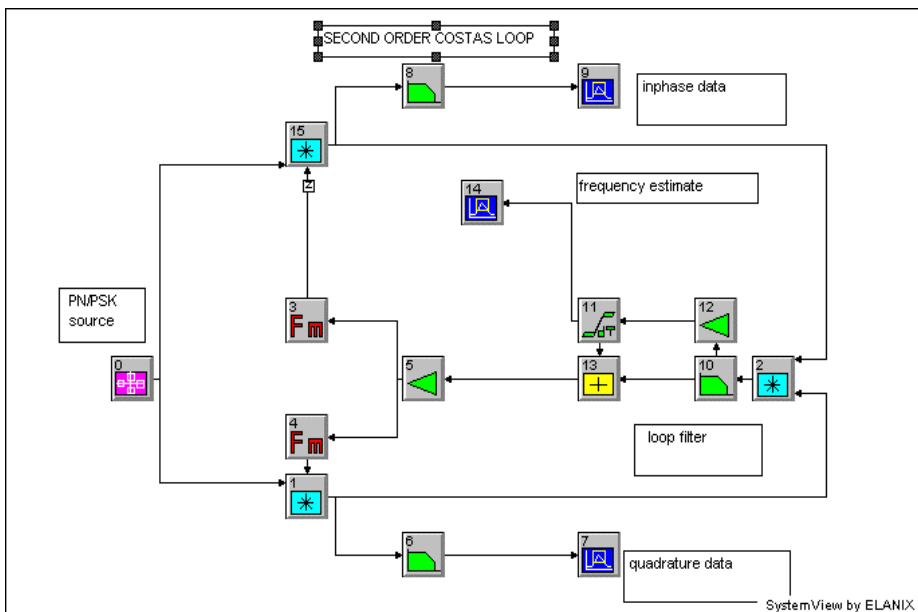 SECOND ORDER COSTAS LOOP
8
9
inphase data
15
z
14
frequency estimate
PN/PSK
source
3
Fm
11
12
0
5
13
10
2
4
Fm
loop filter
1
6
7
quadrature data
SystemView by ELANIX